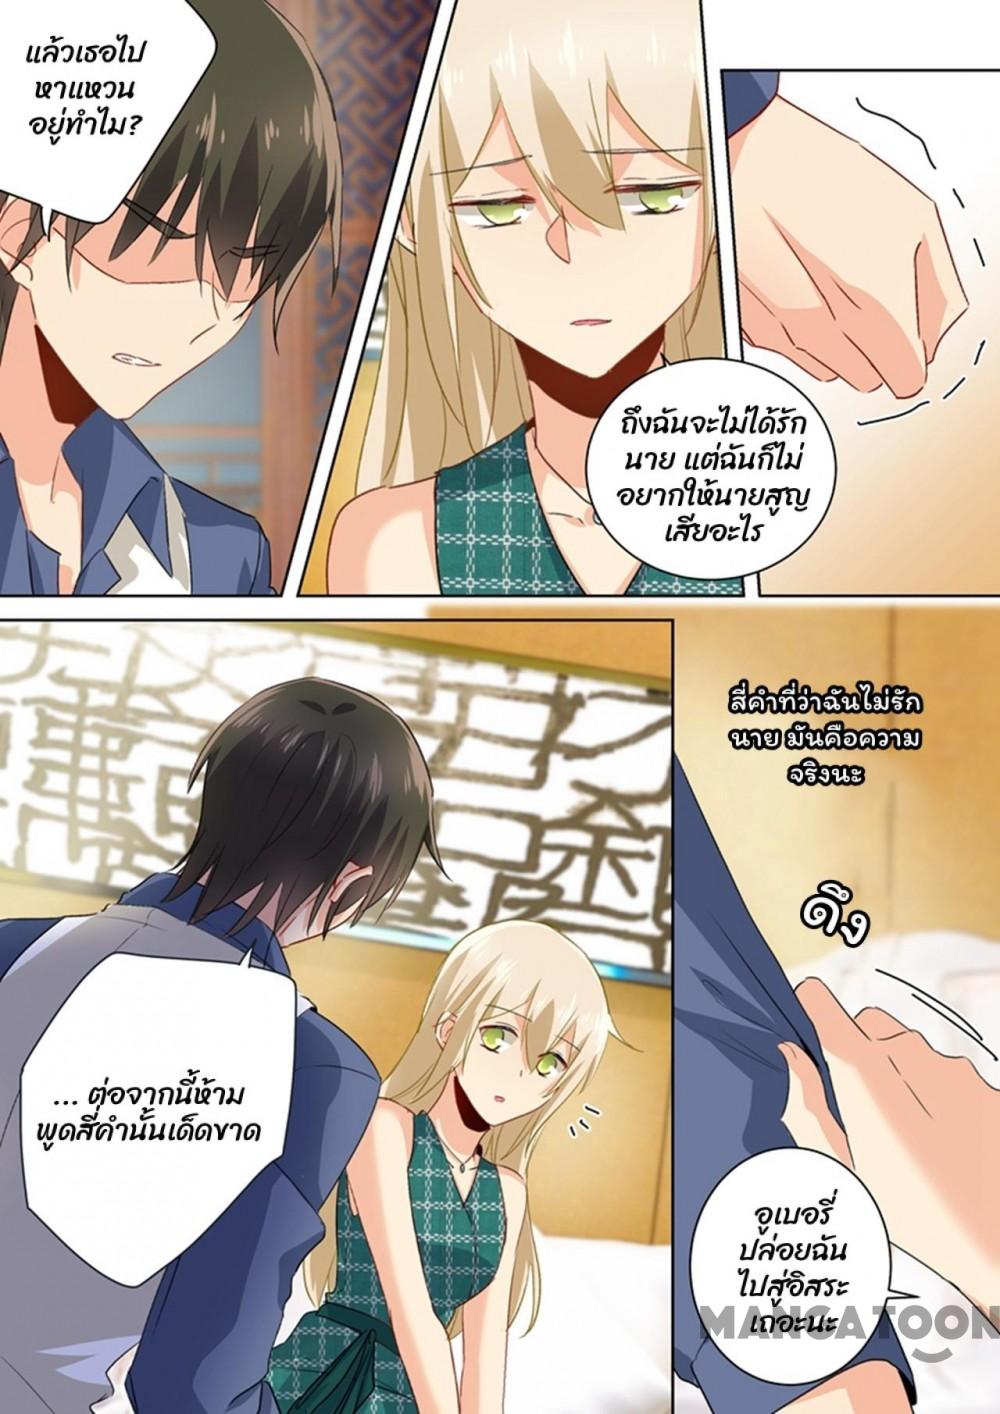 แล้วเธอไป
หาแหวน
อยู่ทำไม?
ถึงฉันจะไม่ได้รัก
นาย แต่ฉันก็ไม่
อยากให้นายสูญ
เสียอะไร
สี่คำที่ว่าฉันไม่รัก
นาย มันคือความ
จริงนะ
ดึง
... ต่อจากนี้ห้าม
พูดสี่คำนั้นเด็ดขาด
อูเบอรี่
ปล่อยฉัน
ไปสู่อิสระ
เถอะนะ
MANGATOON